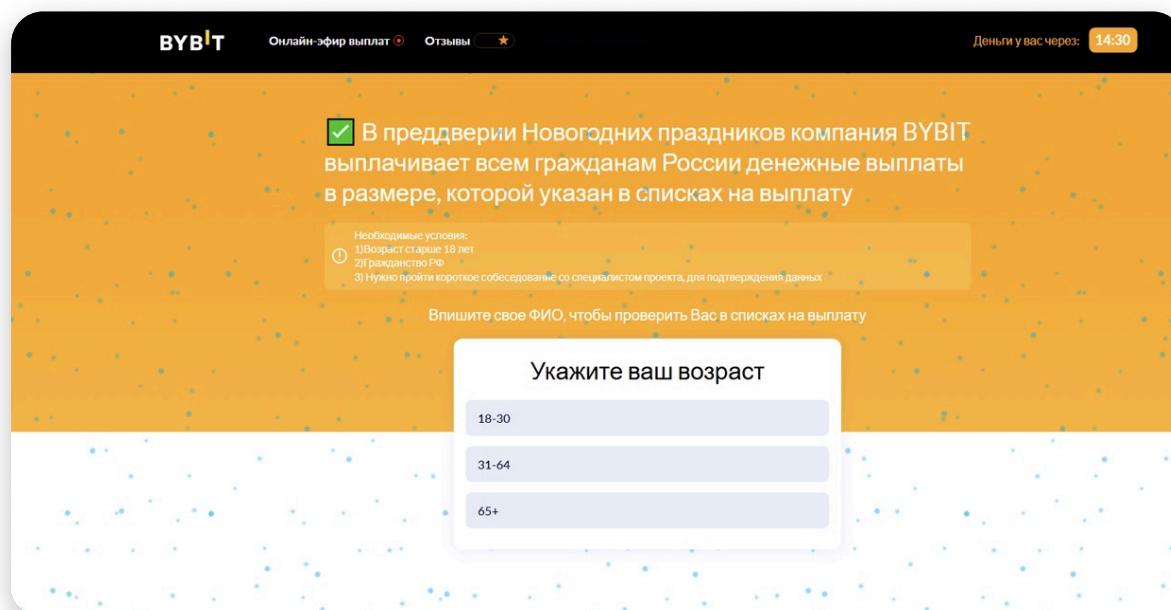 BYBIT Онлайн-эфир выплат Отзывы Деньги у вас через: 14:30
В преддверии Новогодних праздников компания BYBIT
выплачивает всем гражданам России денежные выплаты
в размере, которой указан в списках на выплату
Необходимые условия:
1)Возраст старше 18 лет
2)Гражданство РФ
3) Нужно пройти короткое собеседование со специалистом проекта, для подтверждения данных
Впишите свое ФИО, чтобы проверить Вас в списках на выплату
Укажите ваш возраст
18-30
31-64
65+